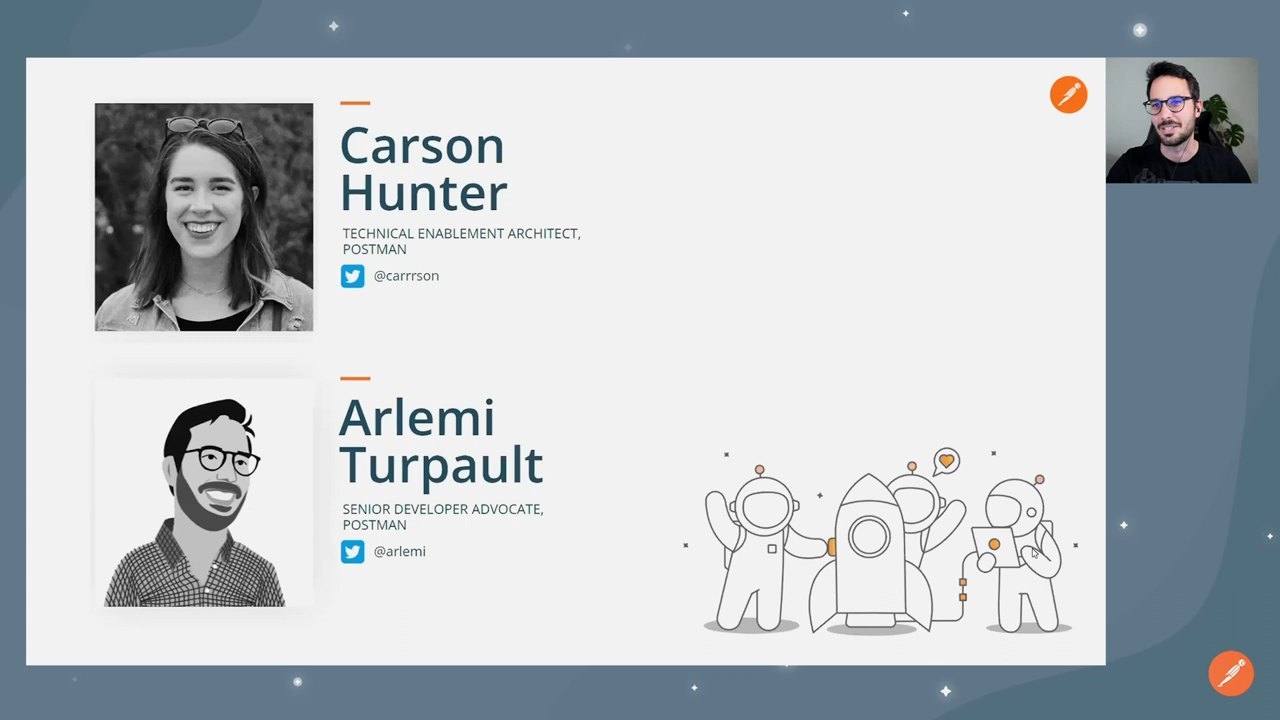 Carson
Hunter
TECHNICAL ENABLEMENT ARCHITECT,
POSTMAN
@carrrson
Arlemi
Turpault
SENIOR DEVELOPER ADVOCATE,
POSTMAN
@arlemi